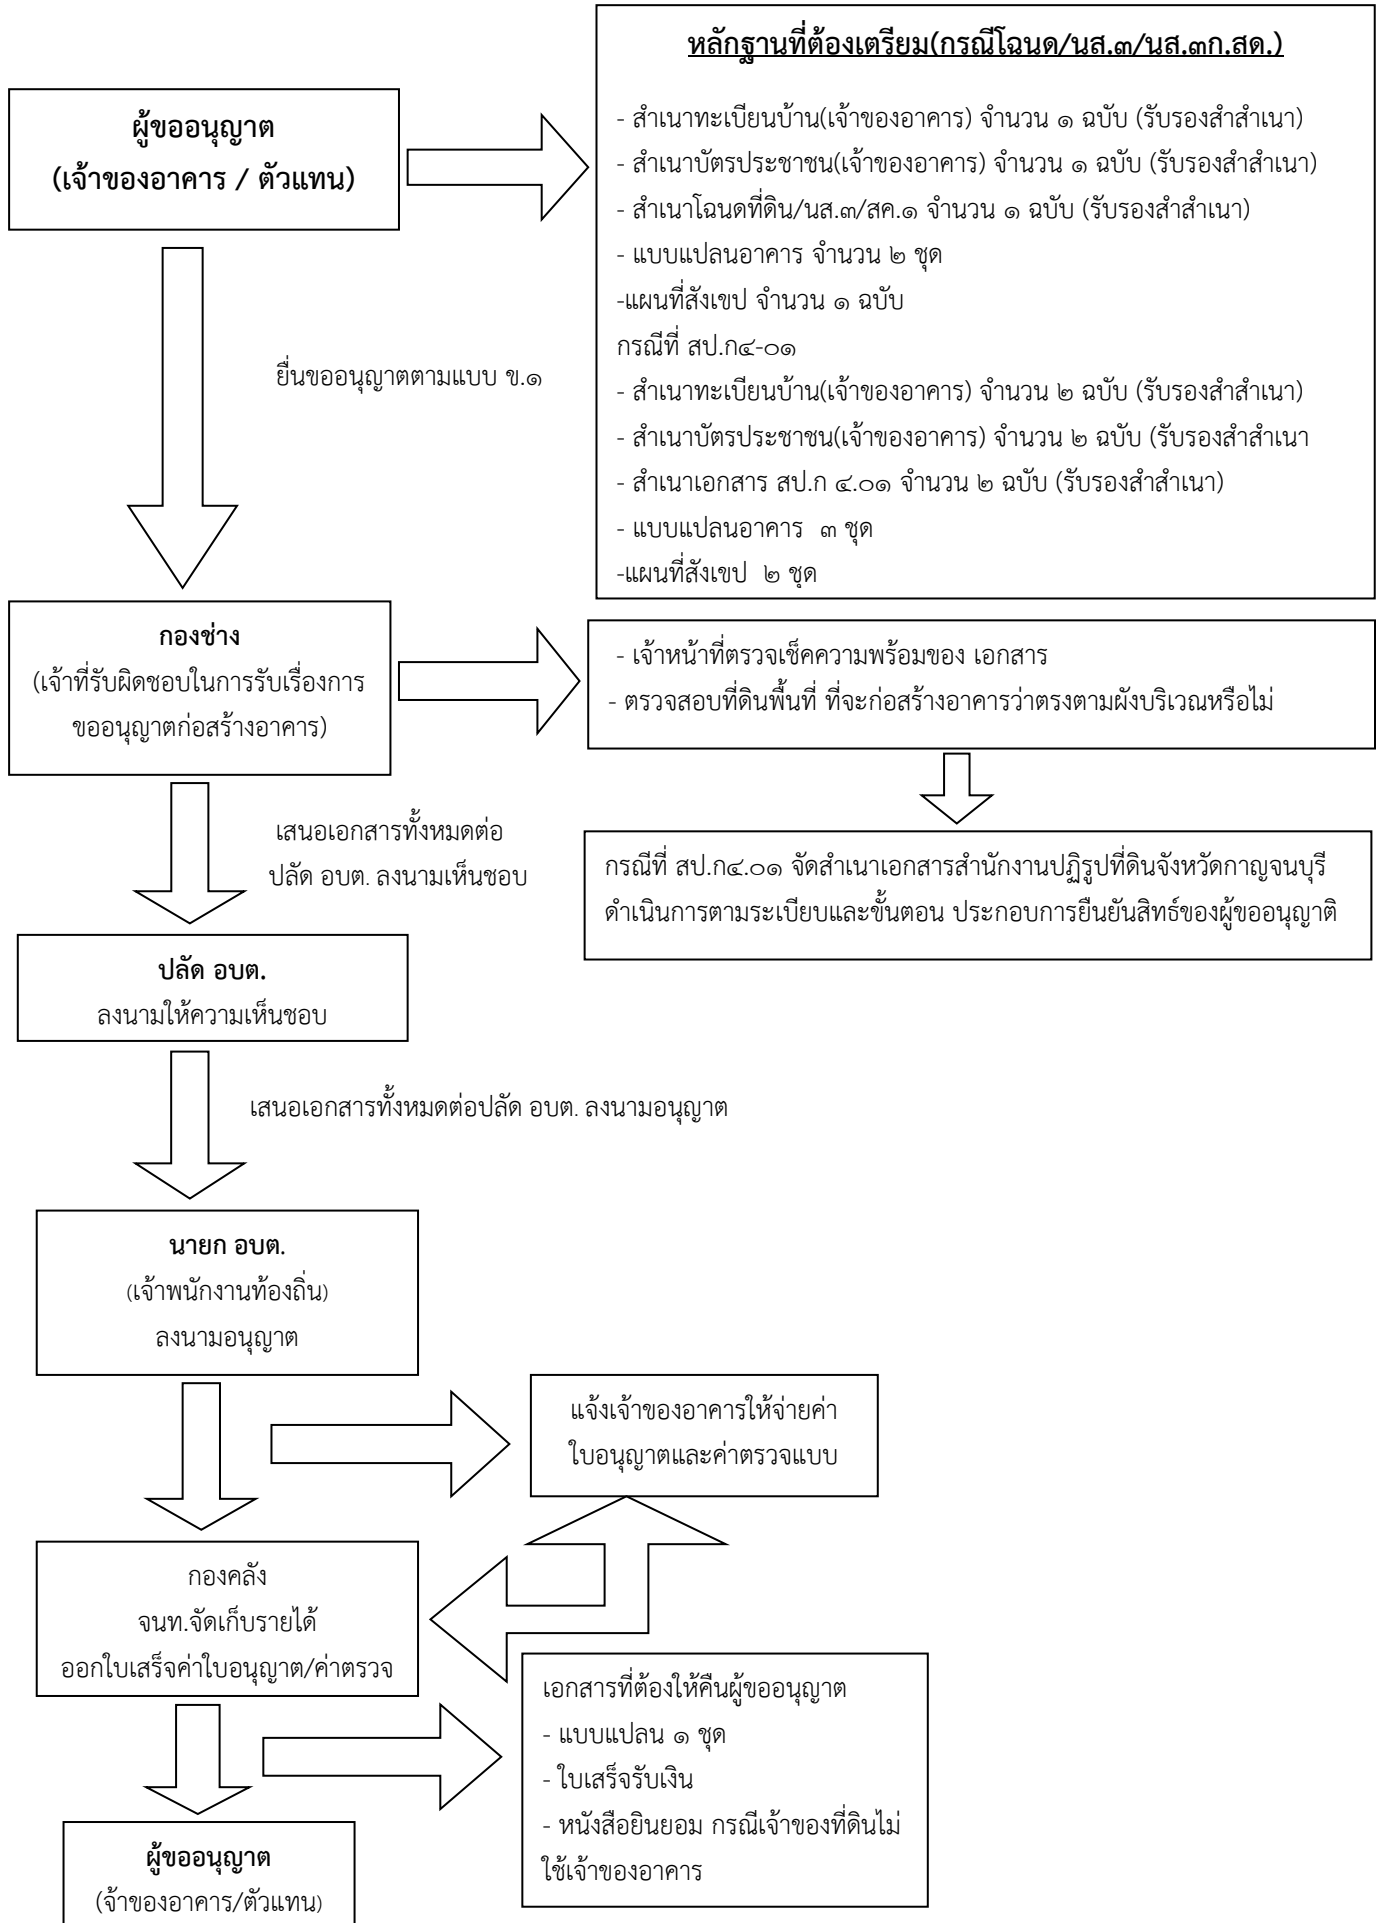 หลักฐานที่ต้องเตรียม(กรณีโฉนด/นส.๓/นส.๓ก.สด.)
ผู้ขออนุญาต
(เจ้าของอาคาร / ตัวแทน)
- สำเนาทะเบียนบ้าน(เจ้าของอาคาร) จำนวน ๑ ฉบับ (รับรองสำสำเนา)
- สำเนาบัตรประชาชน(เจ้าของอาคาร) จำนวน ๑ ฉบับ (รับรองสำสำเนา)
- สำเนาโฉนดที่ดิน/นส.๓/สค.๑ จำนวน ๑ ฉบับ (รับรองสำสำเนา)
- แบบแปลนอาคาร จำนวน ๒ ชุด
-แผนที่สังเขป จำนวน ๑ ฉบับ
กรณีที่ สป.ก๔-๐๑
- สำเนาทะเบียนบ้าน(เจ้าของอาคาร) จำนวน ๒ ฉบับ (รับรองสำสำเนา)
- สำเนาบัตรประชาชน(เจ้าของอาคาร) จำนวน ๒ ฉบับ (รับรองสำสำเนา
- สำเนาเอกสาร สป.ก ๔.๐๑ จำนวน ๒ ฉบับ (รับรองสำสำเนา)
- แบบแปลนอาคาร ๓ ชุด
-แผนที่สังเขป ๒ ชุด
ยื่นขออนุญาตตามแบบ ข.๑
กองช่าง
(เจ้าที่รับผิดชอบในการรับเรื่องการ
ขออนุญาตก่อสร้างอาคาร)
- เจ้าหน้าที่ตรวจเช็คความพร้อมของ เอกสาร
- ตรวจสอบที่ดินพื้นที่ ที่จะก่อสร้างอาคารว่าตรงตามผังบริเวณหรือไม่
เสนอเอกสารทั้งหมดต่อ
ปลัด อบต. ลงนามเห็นชอบ
กรณีที่ สป.ก๔.๐๑ จัดสำเนาเอกสารสำนักงานปฏิรูปที่ดินจังหวัดกาญจนบุรี
ดำเนินการตามระเบียบและขั้นตอน ประกอบการยืนยันสิทธ์ของผู้ขออนุญาติ
ปลัด อบต.
ลงนามให้ความเห็นชอบ
เสนอเอกสารทั้งหมดต่อปลัด อบต. ลงนามอนุญาต
นายก อบต.
(เจ้าพนักงานท้องถิ่น)
ลงนามอนุญาต
แจ้งเจ้าของอาคารให้จ่ายค่า
ใบอนุญาตและค่าตรวจแบบ
กองคลัง
จนท.จัดเก็บรายได้
ออกใบเสร็จค่าใบอนุญาต/ค่าตรวจ
เอกสารที่ต้องให้คืนผู้ขออนุญาต
- แบบแปลน ๑ ชุด
- ใบเสร็จรับเงิน
- หนังสือยินยอม กรณีเจ้าของที่ดินไม่
ใช้เจ้าของอาคาร
ผู้ขออนุญาต
(จ้าของอาคาร/ตัวแทน)